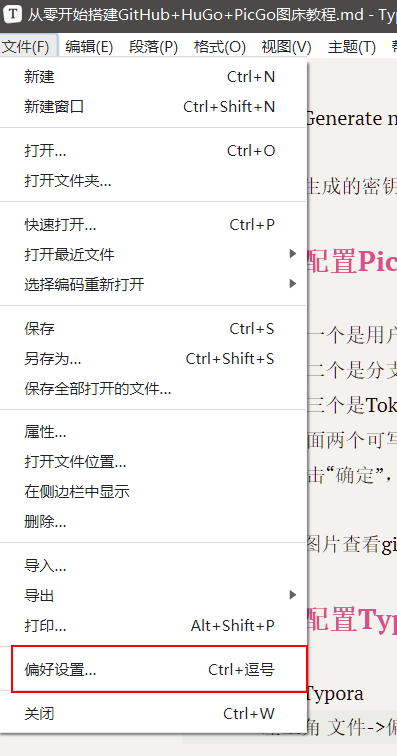 T 从零开始搭建GitHub+HuGo+PicGo图床教程.md - Ty
文件(F) 编辑(E) 段落(P) 格式(O) 视图(V) 主题(T)
新建 Ctrl+N
新建窗口 Ctrl+Shift+N
打开... Ctrl+O
打开文件夹...
快速打开... Ctrl+P
打开最近文件
选择编码重新打开
保存 Ctrl+S
另存为... Ctrl+Shift+S
保存全部打开的文件...
属性...
打开文件位置...
在侧边栏中显示
删除...
导入...
导出
打印... Alt+Shift+P
偏好设置... Ctrl+逗号
关闭 Ctrl+W
Generate n
生成的密钥
配置Pic
一个是用户
二个是分支
三个是Tok
面两个可写
击“确定”，
图片查看gi
配置Typ
Typora
角 文件->偏